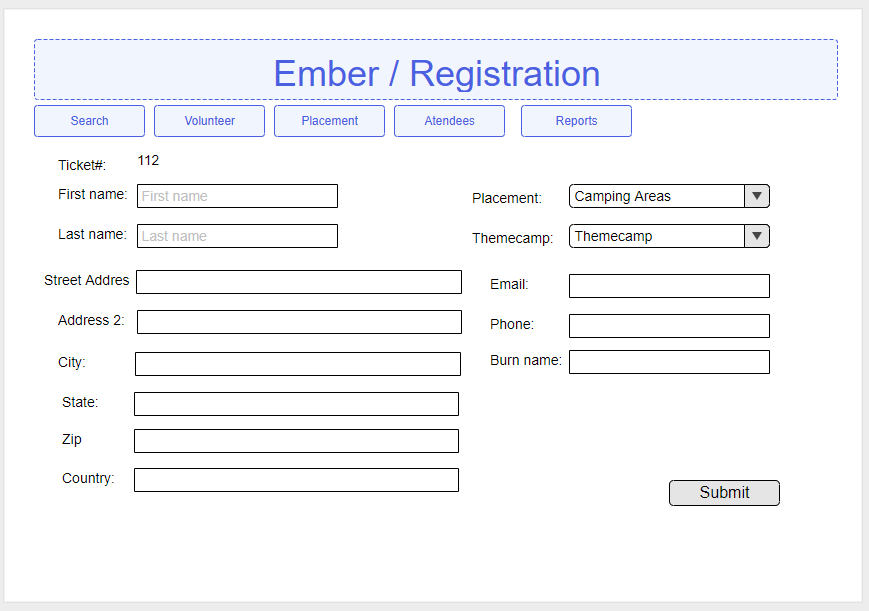 Ember / Registration
Search Volunteer Placement Atendees Reports
Ticket#: 112
First name: First name
Placement: Camping Areas
Last name: Last name
Themecamp: Themecamp
Street Addres
Email:
Address 2:
Phone:
City:
Burn name:
State:
Zip
Country:
Submit